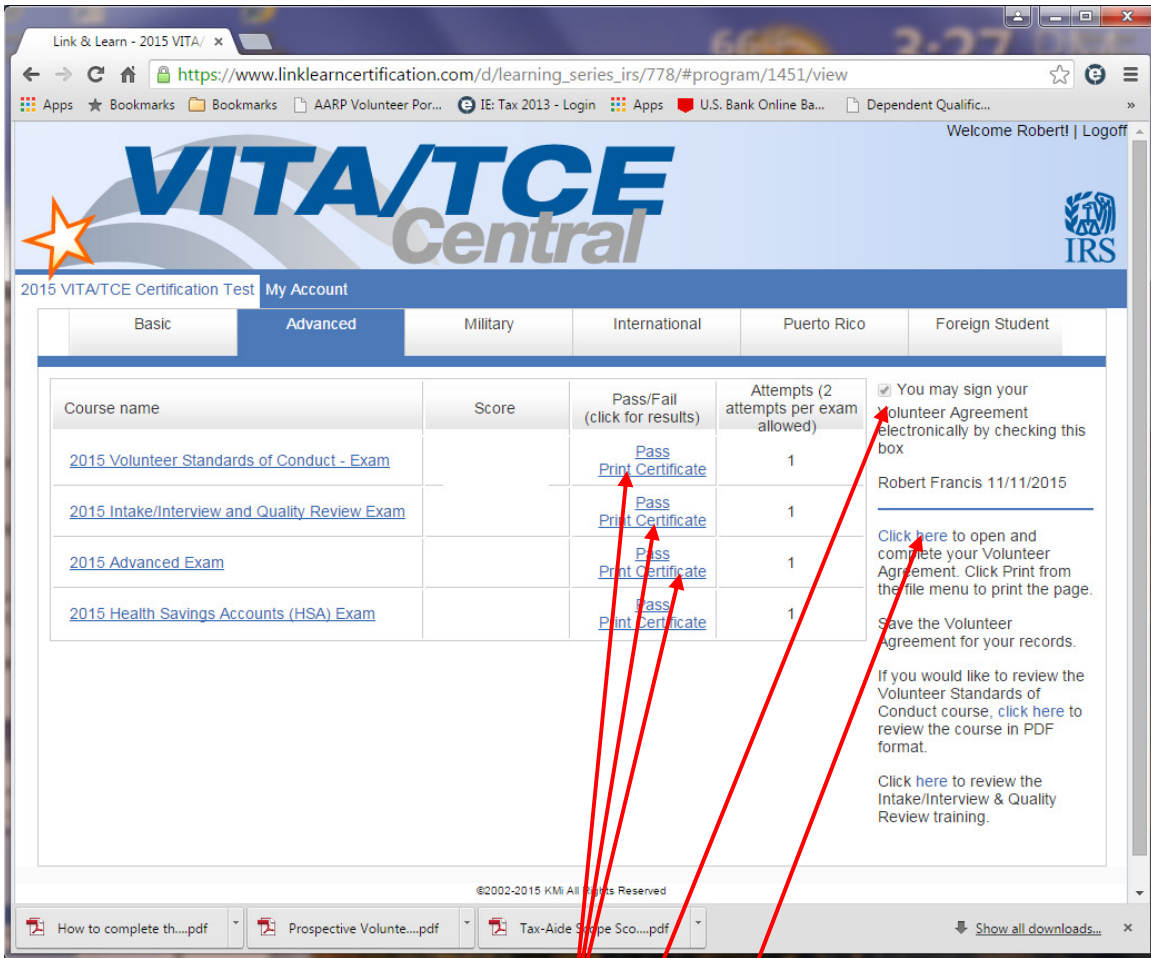 Link & Learn - 2015 VITA/ ×
https://www.linklearncertification.com/d/learning_series_irs/778/#program/1451/view
Apps Bookmarks Bookmarks AARP Volunteer Por... IE: Tax 2013 - Login Apps U.S. Bank Online Ba... Dependent Qualific... »
Welcome Robert! | Logoff
VITA/TCE
Central
IRS
2015 VITA/TCE Certification Test My Account
Basic Advanced Military International Puerto Rico Foreign Student
Course name Score Pass/Fail (click for results) Attempts (2 attempts per exam allowed)
2015 Volunteer Standards of Conduct - Exam Pass Print Certificate 1
2015 Intake/Interview and Quality Review Exam Pass Print Certificate 1
2015 Advanced Exam Pass Print Certificate 1
2015 Health Savings Accounts (HSA) Exam Pass Print Certificate 1
You may sign your
Volunteer Agreement
electronically by checking this
box
Robert Francis 11/11/2015
Click here to open and
complete your Volunteer
Agreement. Click Print from
the file menu to print the page.
Save the Volunteer
Agreement for your records.
If you would like to review the
Volunteer Standards of
Conduct course, click here to
review the course in PDF
format.
Click here to review the
Intake/Interview & Quality
Review training.
©2002-2015 KMi All Rights Reserved
How to complete th....pdf Prospective Volunte....pdf Tax-Aide Scope Sco....pdf Show all downloads... ×